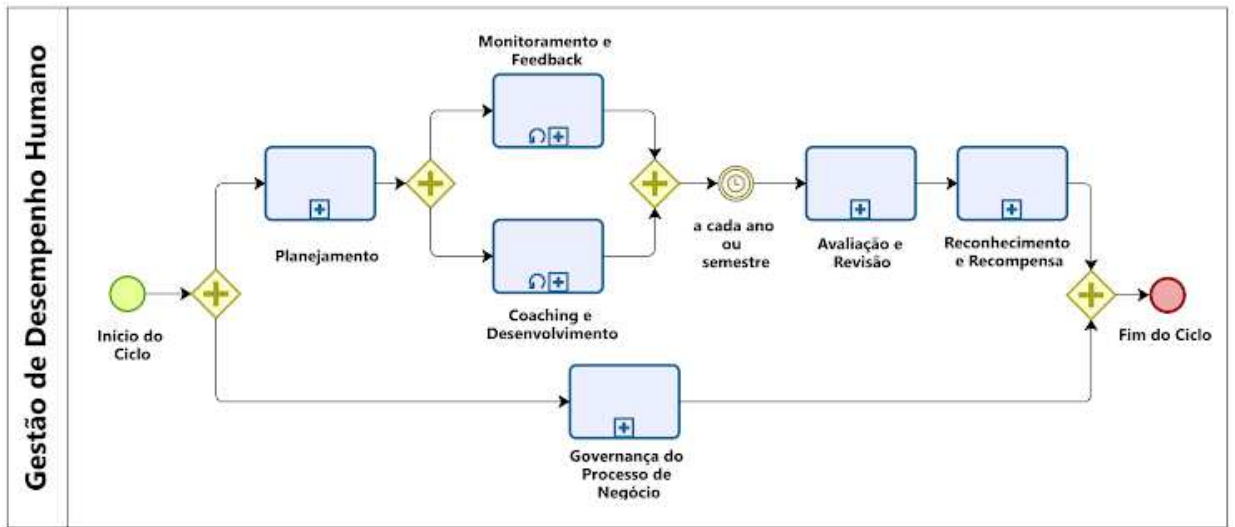 Gestão de Desempenho Humano
Monitoramento e
Feedback
Planejamento
a cada ano
ou
semestre
Avaliação e
Revisão
Reconhecimento
e Recompensa
Início do
Ciclo
Coaching e
Desenvolvimento
Fim do Ciclo
Governança do
Processo de
Negócio